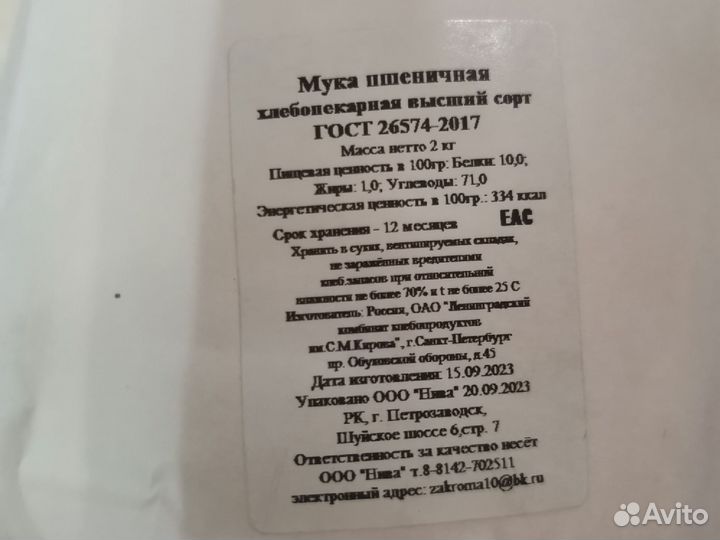 Мука пшеничная
хлебопекарная высший сорт
ГОСТ 26574-2017
Масса нетто 2 кг
Пищевая ценность в 100гр: Белки: 10,0;
Жиры: 1,0; Углеводы: 71,0
Энергетическая ценность в 100гр.: 334 ккал
Срок хранения - 12 месяцев EAC
Хранить в сухих, вентилируемых складах,
не заражённых вредителями
хлеб.запасов при относительной
влажности не более 70% и t не более 25 С
Изготовитель: Россия, ОАО "Ленинградский
комбинат хлебопродуктов
им.С.М.Кирова", г.Санкт-Петербург
пр. Обуховской обороны, д.45
Дата изготовления: 15.09.2023
Упаковано ООО "Нива" 20.09.2023
РК, г. Петрозаводск,
Шуйское шоссе 6,стр. 7
Ответственность за качество несёт
ООО "Нива" т.8-8142-702511
электронный адрес: zakroma10@bk.ru
Avito